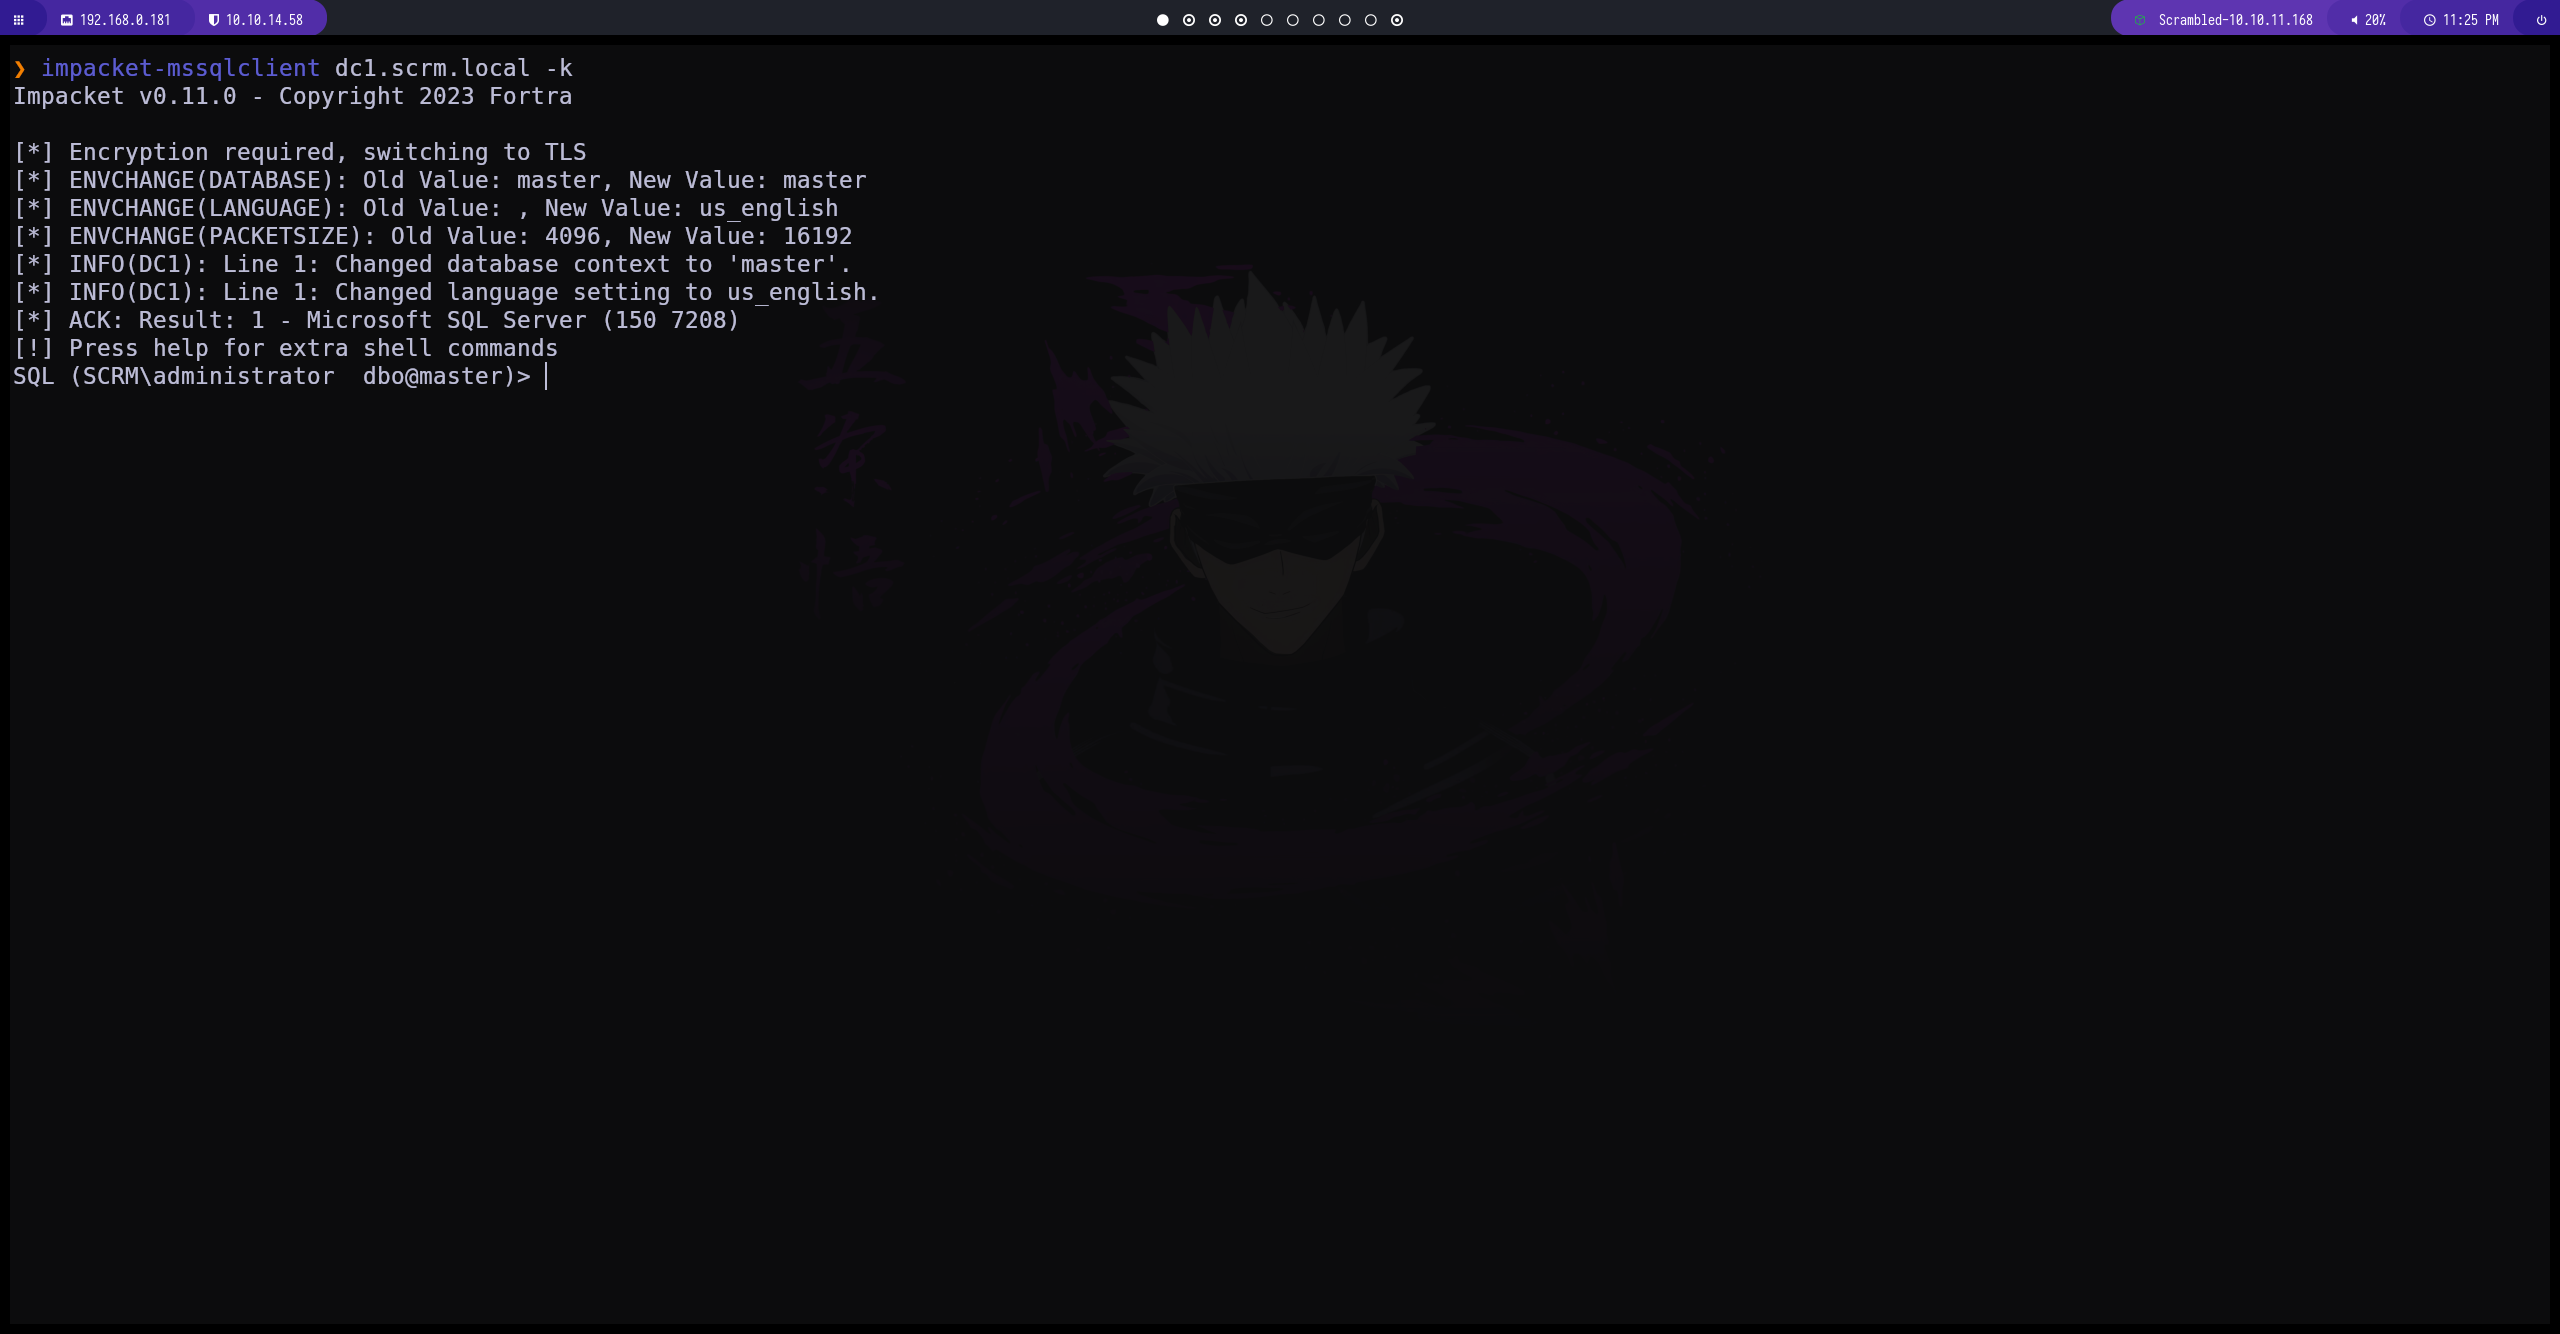 192.168.0.181 10.10.14.58 Scrambled-10.10.11.168 20% 11:25 PM
❯ impacket-mssqlclient dc1.scrm.local -k
Impacket v0.11.0 - Copyright 2023 Fortra
[*] Encryption required, switching to TLS
[*] ENVCHANGE(DATABASE): Old Value: master, New Value: master
[*] ENVCHANGE(LANGUAGE): Old Value: , New Value: us_english
[*] ENVCHANGE(PACKETSIZE): Old Value: 4096, New Value: 16192
[*] INFO(DC1): Line 1: Changed database context to 'master'.
[*] INFO(DC1): Line 1: Changed language setting to us_english.
[*] ACK: Result: 1 - Microsoft SQL Server (150 7208)
[!] Press help for extra shell commands
SQL (SCRM\administrator  dbo@master)>
五
条
悟